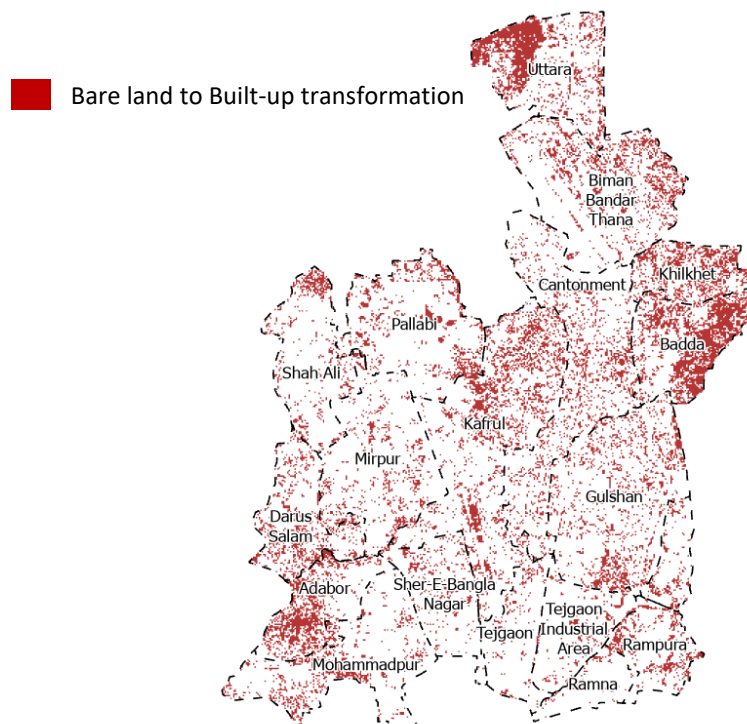 Uttara
Bare land to Built-up transformation
Biman
Bandar
Thana
Khilkhet
Cantonment
Pallabi
Badda
Shah Ali
Kafrul
Mirpur
Gulshan
Darus
Salam
Adabor
Sher-E-Bangla
Nagar
Tejgaon
Industrial
Area
Tejgaon
Rampura
Mohammadpur
Ramna